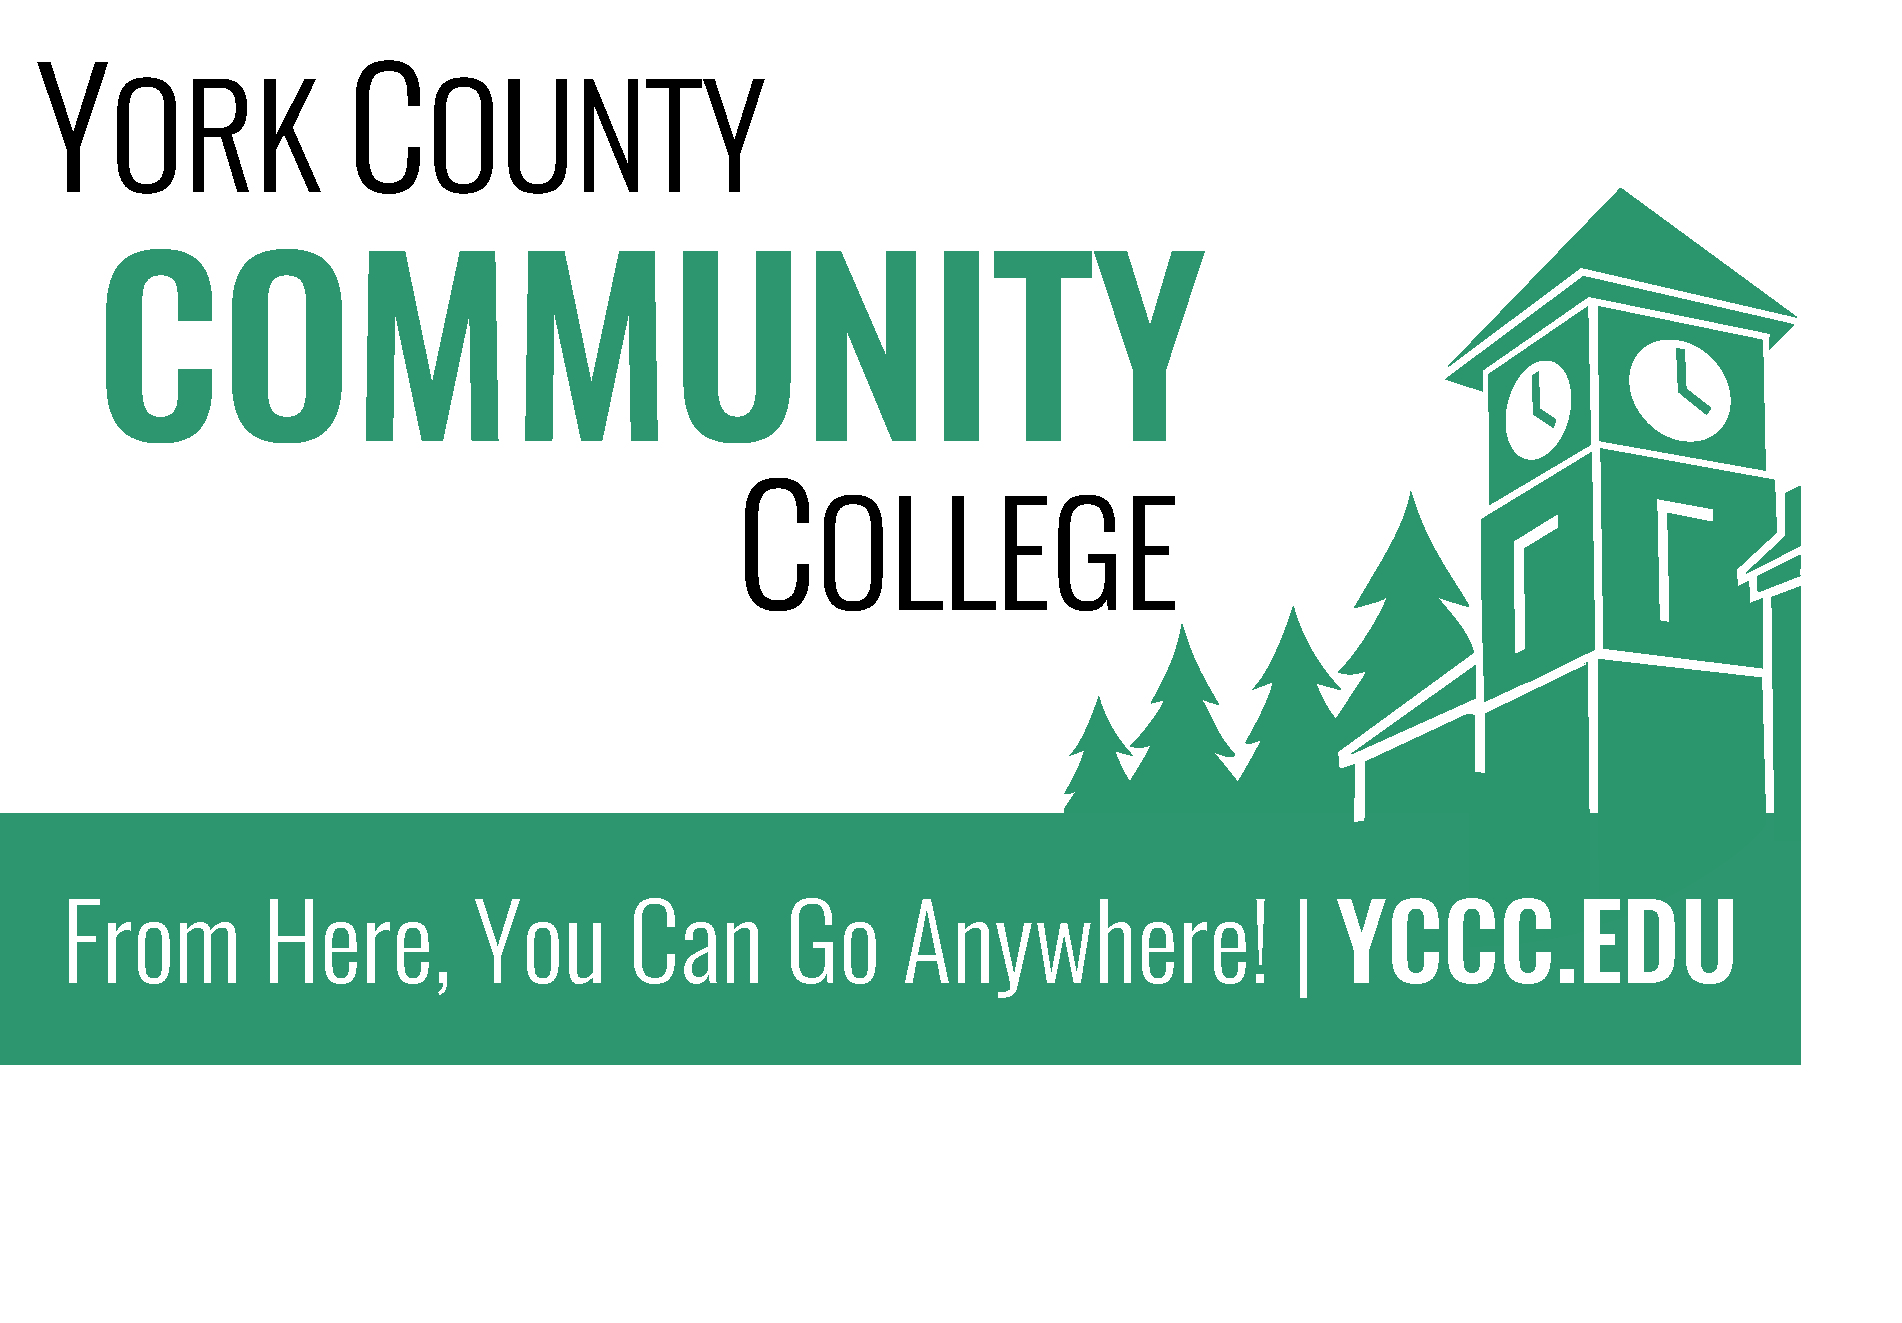 YORK COUNTY
COMMUNITY
COLLEGE
From Here, You Can Go Anywhere! | YCCC.EDU